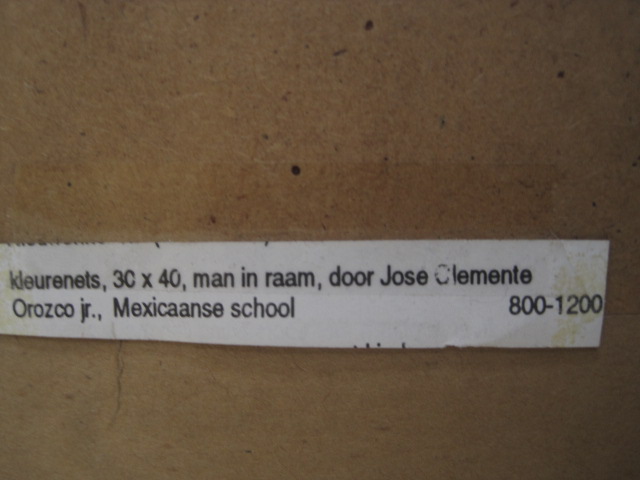 kleurenets, 30 x 40, man in raam, door Jose Clemente
Orozco jr., Mexicaanse school 800-1200